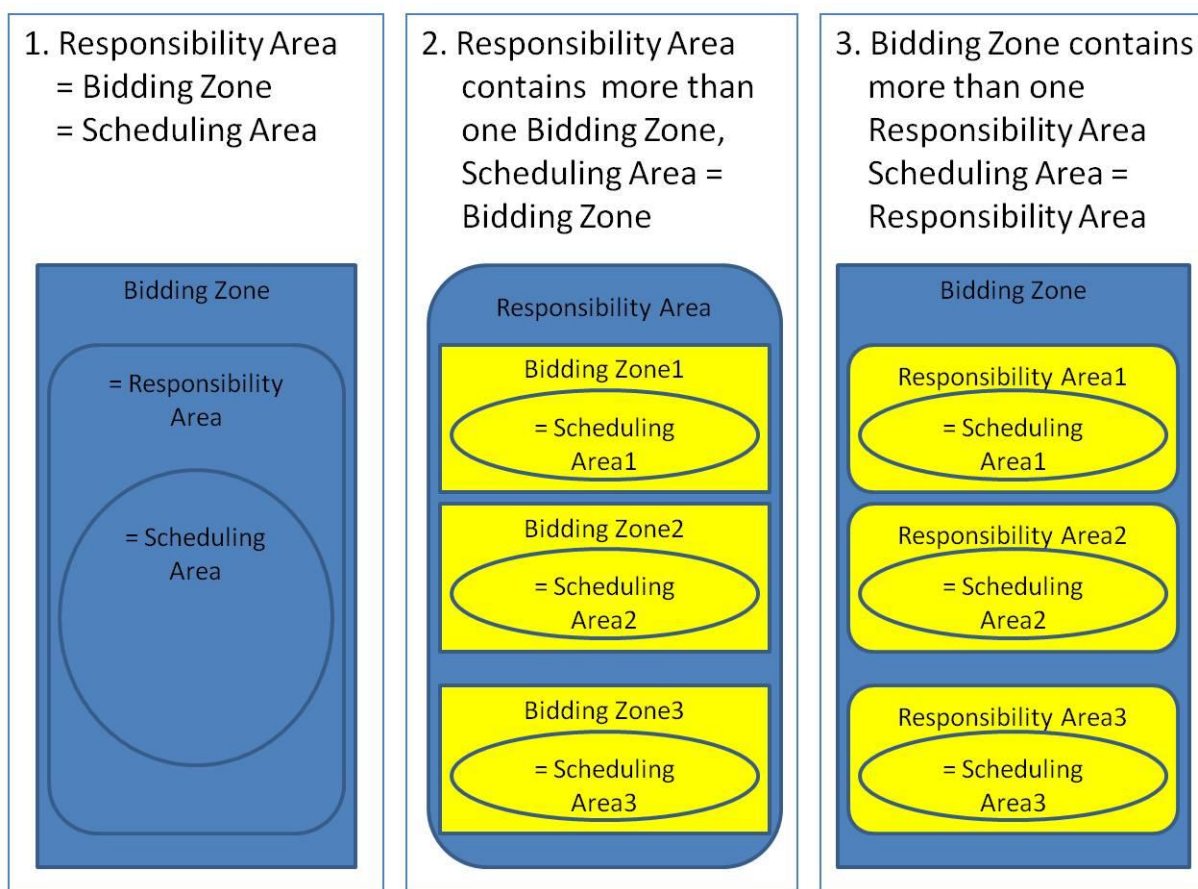 1. Responsibility Area
= Bidding Zone
= Scheduling Area
Bidding Zone
= Responsibility
Area
= Scheduling
Area
2. Responsibility Area
contains more than
one Bidding Zone,
Scheduling Area =
Bidding Zone
Responsibility Area
Bidding Zone1
= Scheduling
Area1
Bidding Zone2
= Scheduling
Area2
Bidding Zone3
= Scheduling
Area3
3. Bidding Zone contains
more than one
Responsibility Area
Scheduling Area =
Responsibility Area
Bidding Zone
Responsibility Area1
= Scheduling
Area1
Responsibility Area2
= Scheduling
Area2
Responsibility Area3
= Scheduling
Area3